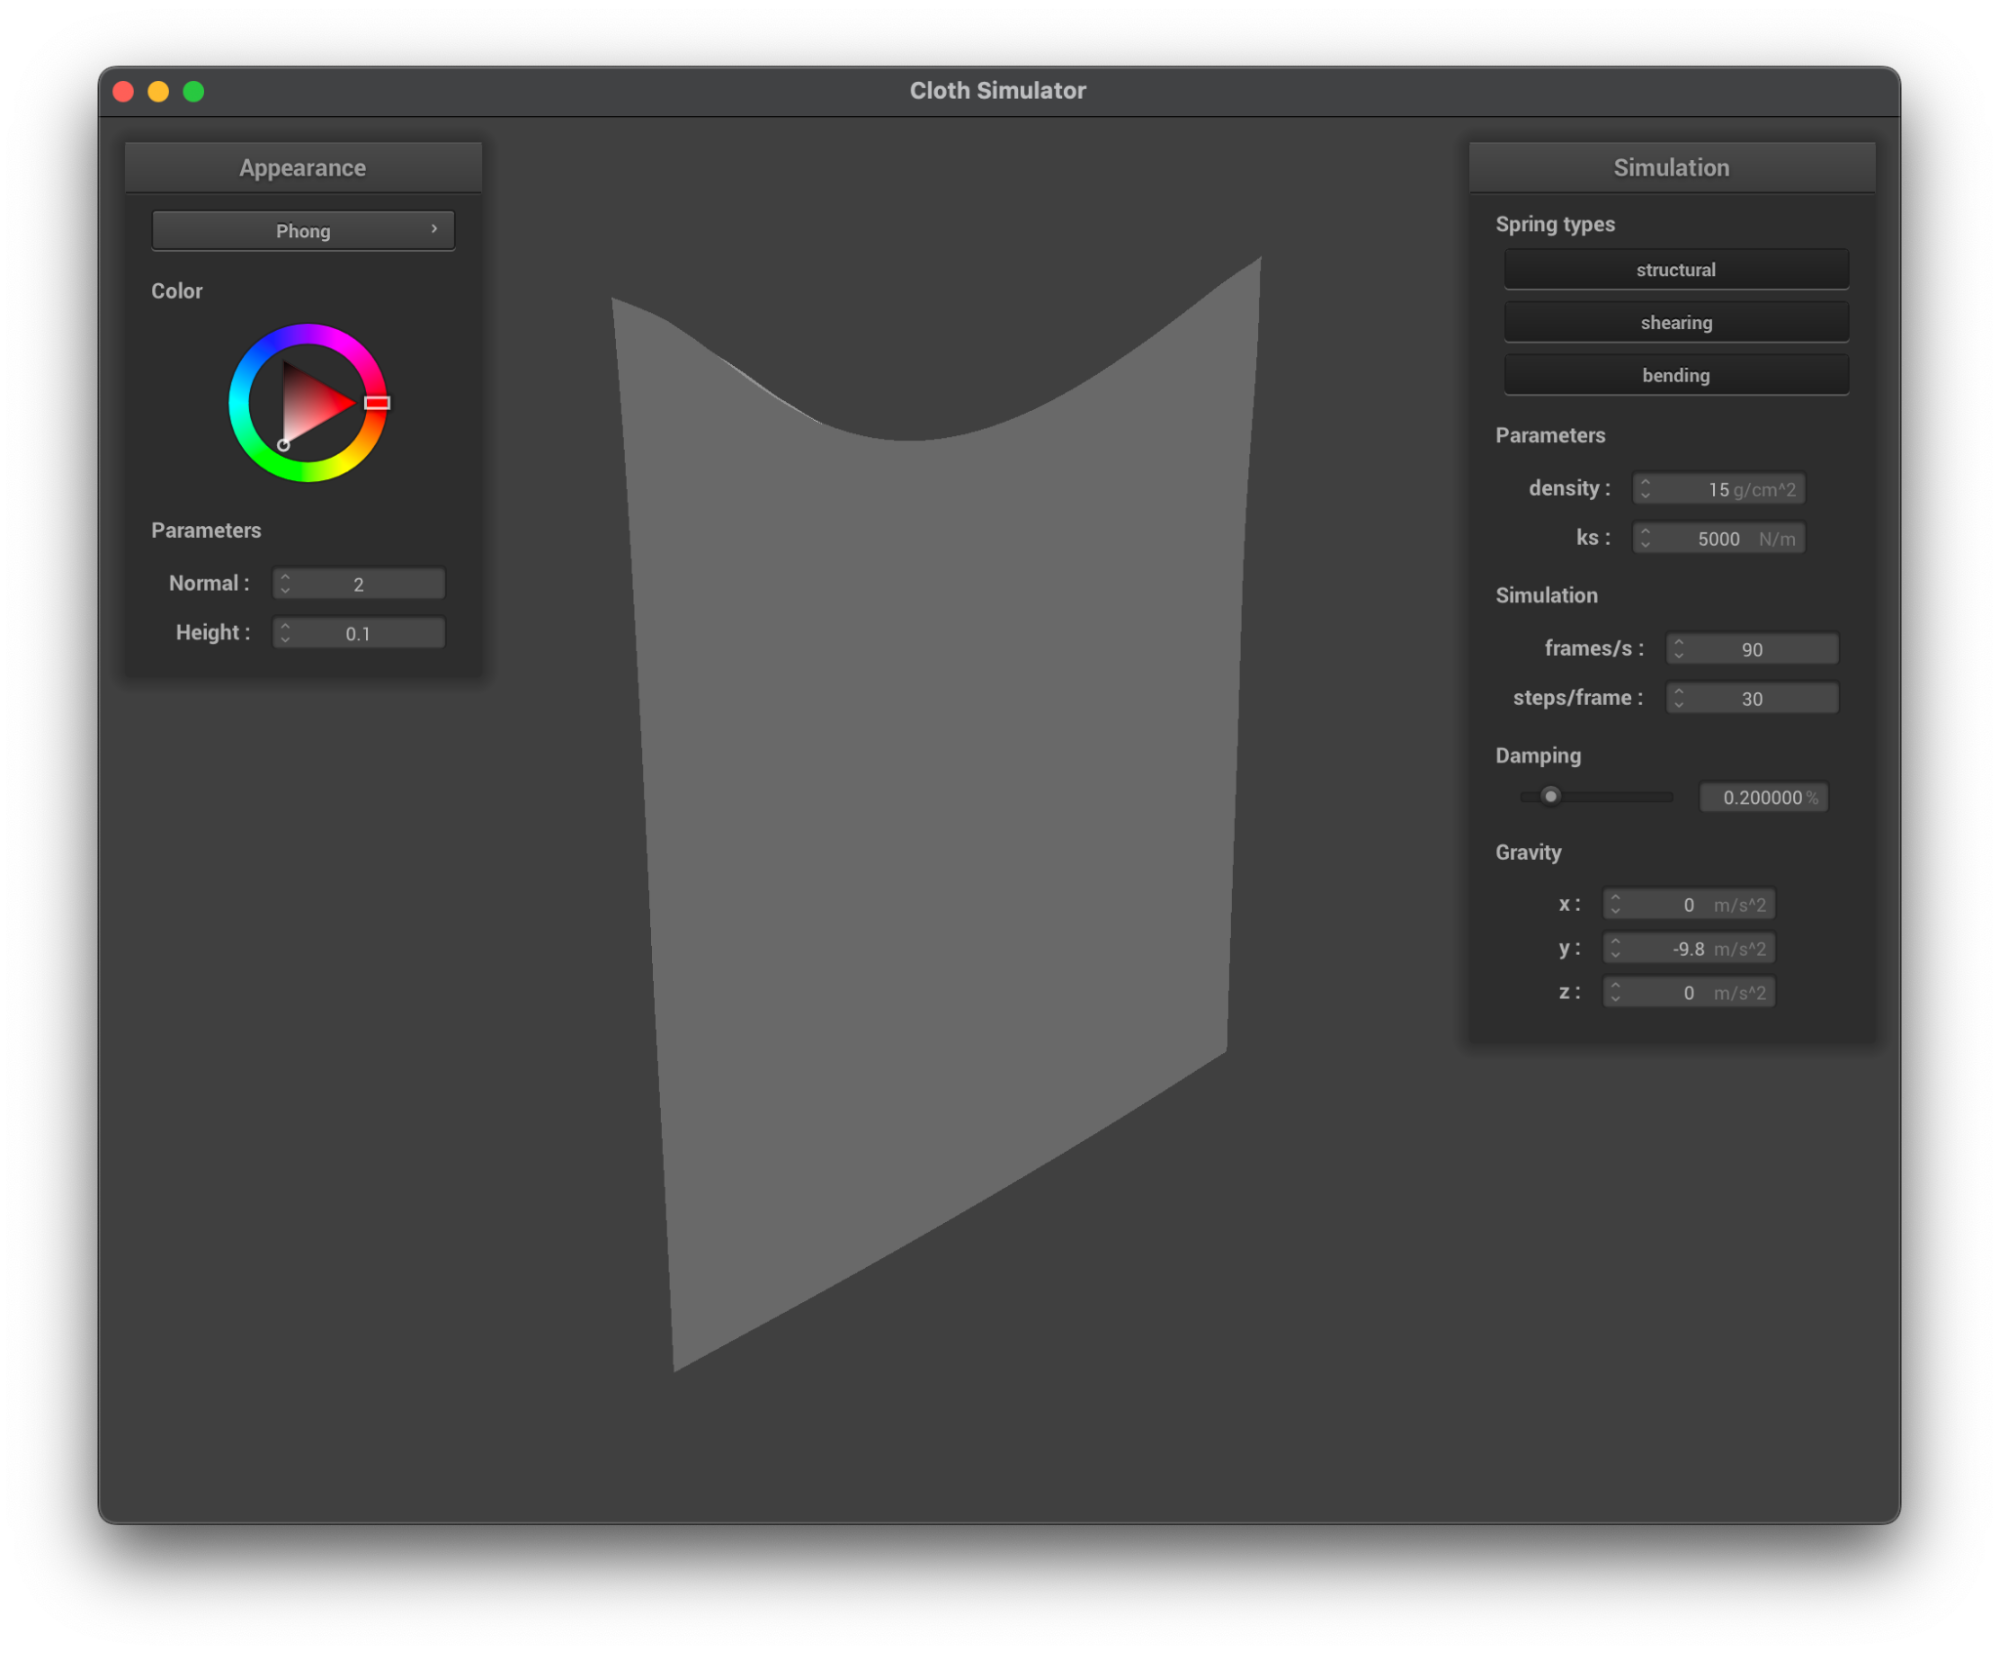 Cloth Simulator
Appearance
Phong
Color
Parameters
Normal : 2
Height : 0.1
Simulation
Spring types
structural
shearing
bending
Parameters
density : 15 g/cm^2
ks : 5000 N/m
Simulation
frames/s : 90
steps/frame : 30
Damping
0.200000 %
Gravity
x : 0 m/s^2
y : -9.8 m/s^2
z : 0 m/s^2